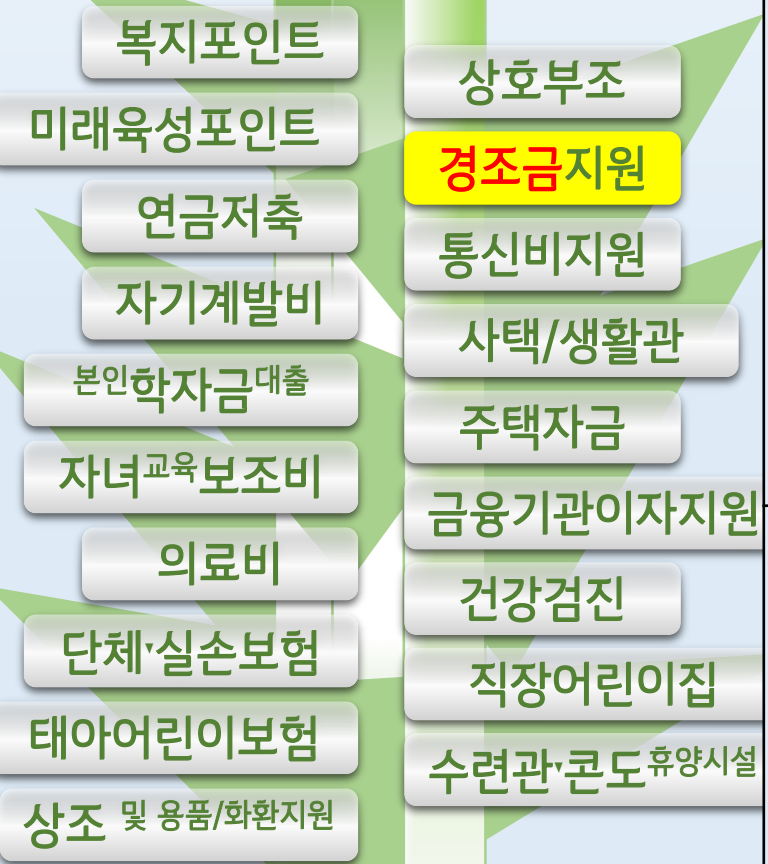 복지포인트
미래육성포인트
연금저축
자기계발비
본인학자금대출
자녀교육보조비
의료비
단체▾실손보험
태아어린이보험
상조 및 용품/화환지원
상호부조
경조금지원
통신비지원
사택/생활관
주택자금
금융기관이자지원
건강검진
직장어린이집
수련관▾콘도휴양시설